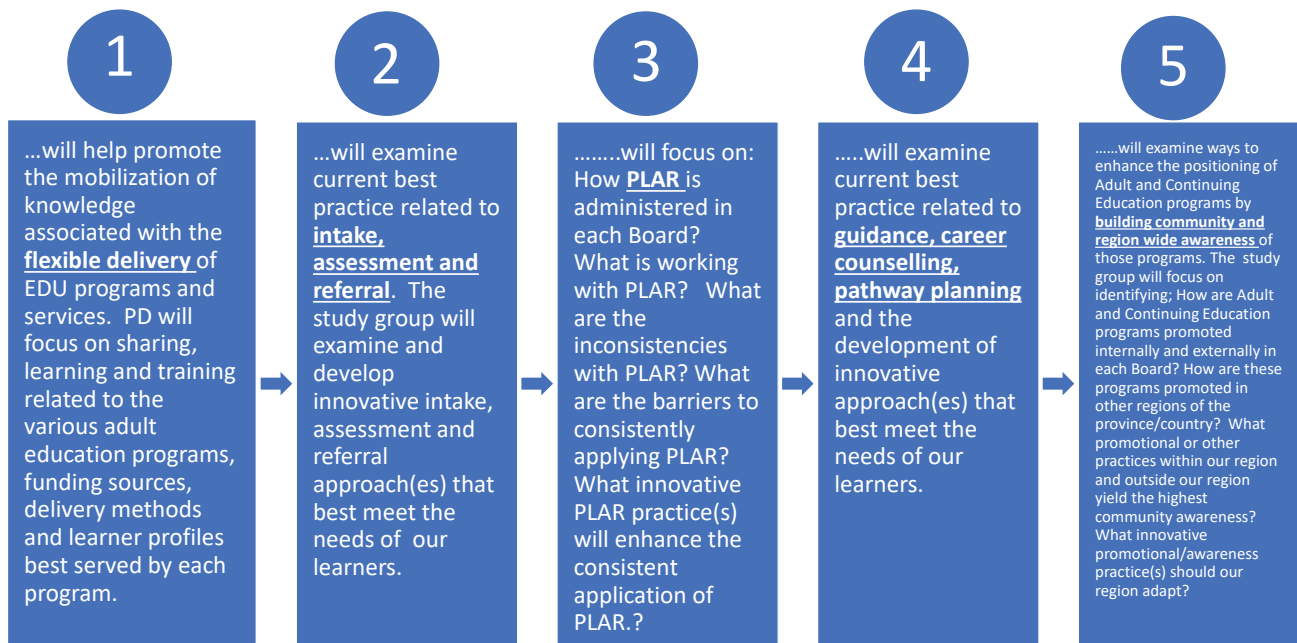 1
…will help promote
the mobilization of
knowledge
associated with the
flexible delivery of
EDU programs and
services.  PD will
focus on sharing,
learning and training
related to the
various adult
education programs,
funding sources,
delivery methods
and learner profiles
best served by each
program.
2
…will examine
current best
practice related to
intake,
assessment and
referral.  The
study group will
examine and
develop
innovative intake,
assessment and
referral
approach(es) that
best meet the
needs of  our
learners.
3
……..will focus on:
How PLAR is
administered in
each Board?
What is working
with PLAR?   What
are the
inconsistencies
with PLAR? What
are the barriers to
consistently
applying PLAR?
What innovative
PLAR practice(s)
will enhance the
consistent
application of
PLAR.?
4
…..will examine
current best
practice related to
guidance, career
counselling,
pathway planning
and the
development of
innovative
approach(es) that
best meet the
needs of our
learners.
5
……will examine ways to
enhance the positioning of
Adult and Continuing
Education programs by
building community and
region wide awareness of
those programs. The  study
group will focus on
identifying; How are Adult
and Continuing Education
programs promoted
internally and externally in
each Board? How are these
programs promoted in
other regions of the
province/country?  What
promotional or other
practices within our region
and outside our region
yield the highest
community awareness?
What innovative
promotional/awareness
practice(s) should our
region adapt?